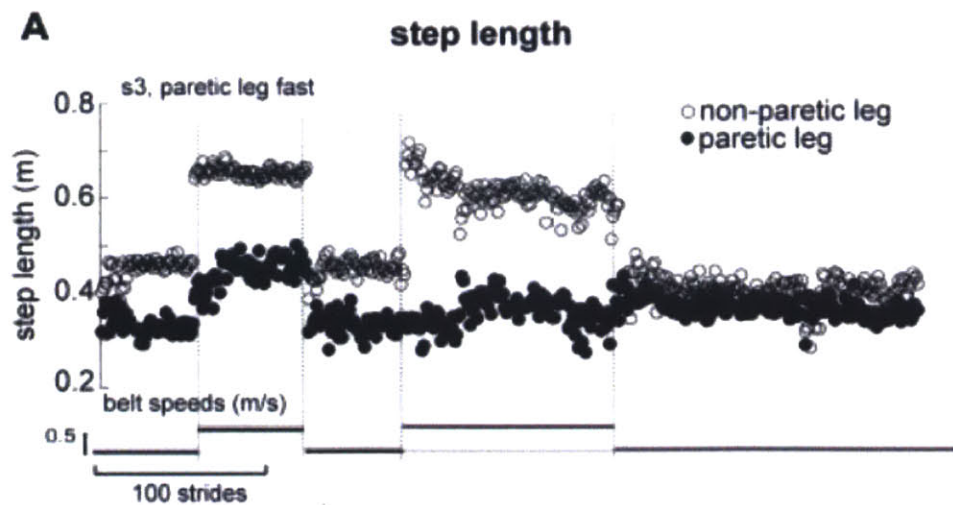 A
step length
s3, paretic leg fast
0.8
0.6
0.4
0.2
step length (m)
○ non-paretic leg
● paretic leg
belt speeds (m/s)
0.5
100 strides